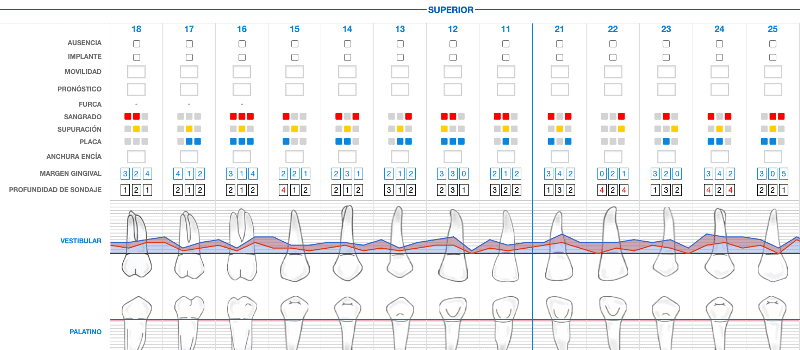 SUPERIOR
18 17 16 15 14 13 12 11 21 22 23 24 25
AUSENCIA
IMPLANTE
MOVILIDAD
PRONÓSTICO
FURCA - - -
SANGRADO
SUPURACIÓN
PLACA
ANCHURA ENCÍA
MARGEN GINGIVAL 3 2 4 4 1 2 3 1 4 2 2 1 2 3 1 2 1 2 3 3 0 2 1 2 3 4 2 0 2 1 2 3 0 3 4 2 3 0 5
PROFUNDIDAD DE SONDAJE 1 2 1 2 1 2 1 1 2 4 1 2 2 1 2 3 1 2 2 3 1 2 1 2 1 3 2 4 2 4 1 3 2 4 2 4 2 2 1
VESTIBULAR
PALATINO